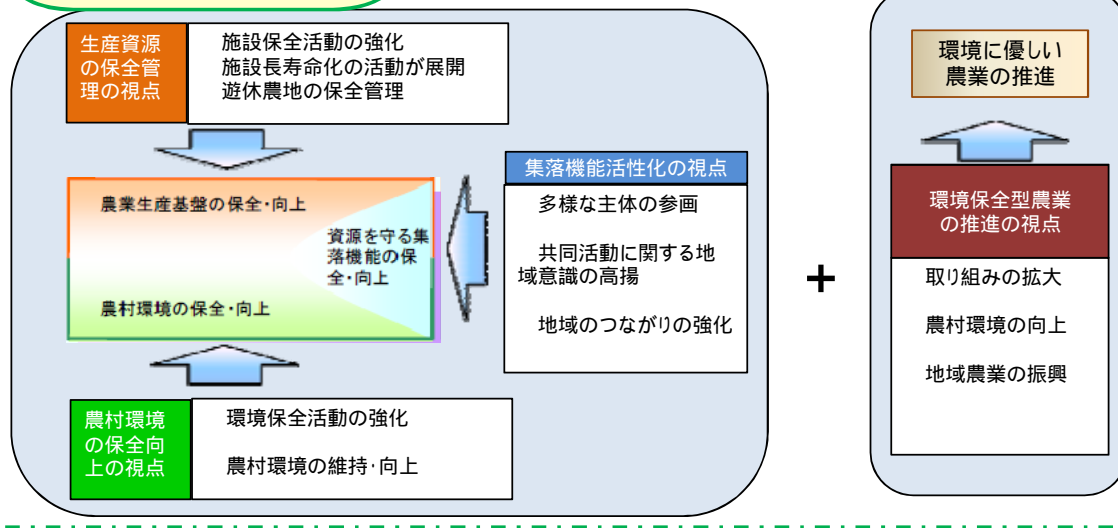 生産資源
の保全管
理の視点
施設保全活動の強化
施設長寿命化の活動が展開
遊休農地の保全管理
農業生産基盤の保全・向上
資源を守る集
落機能の保
全・向上
農村環境の保全・向上
集落機能活性化の視点
多様な主体の参画
共同活動に関する地
域意識の高揚
地域のつながりの強化
農村環境
の保全向
上の視点
環境保全活動の強化
農村環境の維持・向上
+
環境に優しい
農業の推進
環境保全型農業
の推進の視点
取り組みの拡大
農村環境の向上
地域農業の振興